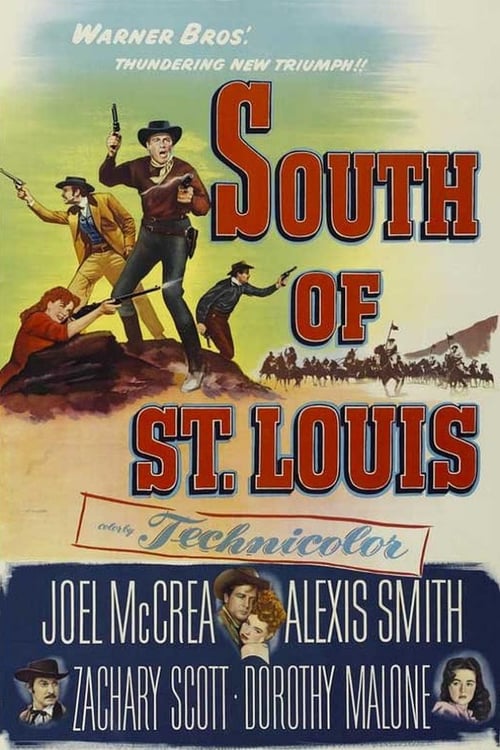 WARNER BROS.'
THUNDERING NEW TRIUMPH!!
SOUTH
OF
ST. LOUIS
color by Technicolor
JOEL McCREA ALEXIS SMITH
ZACHARY SCOTT · DOROTHY MALONE